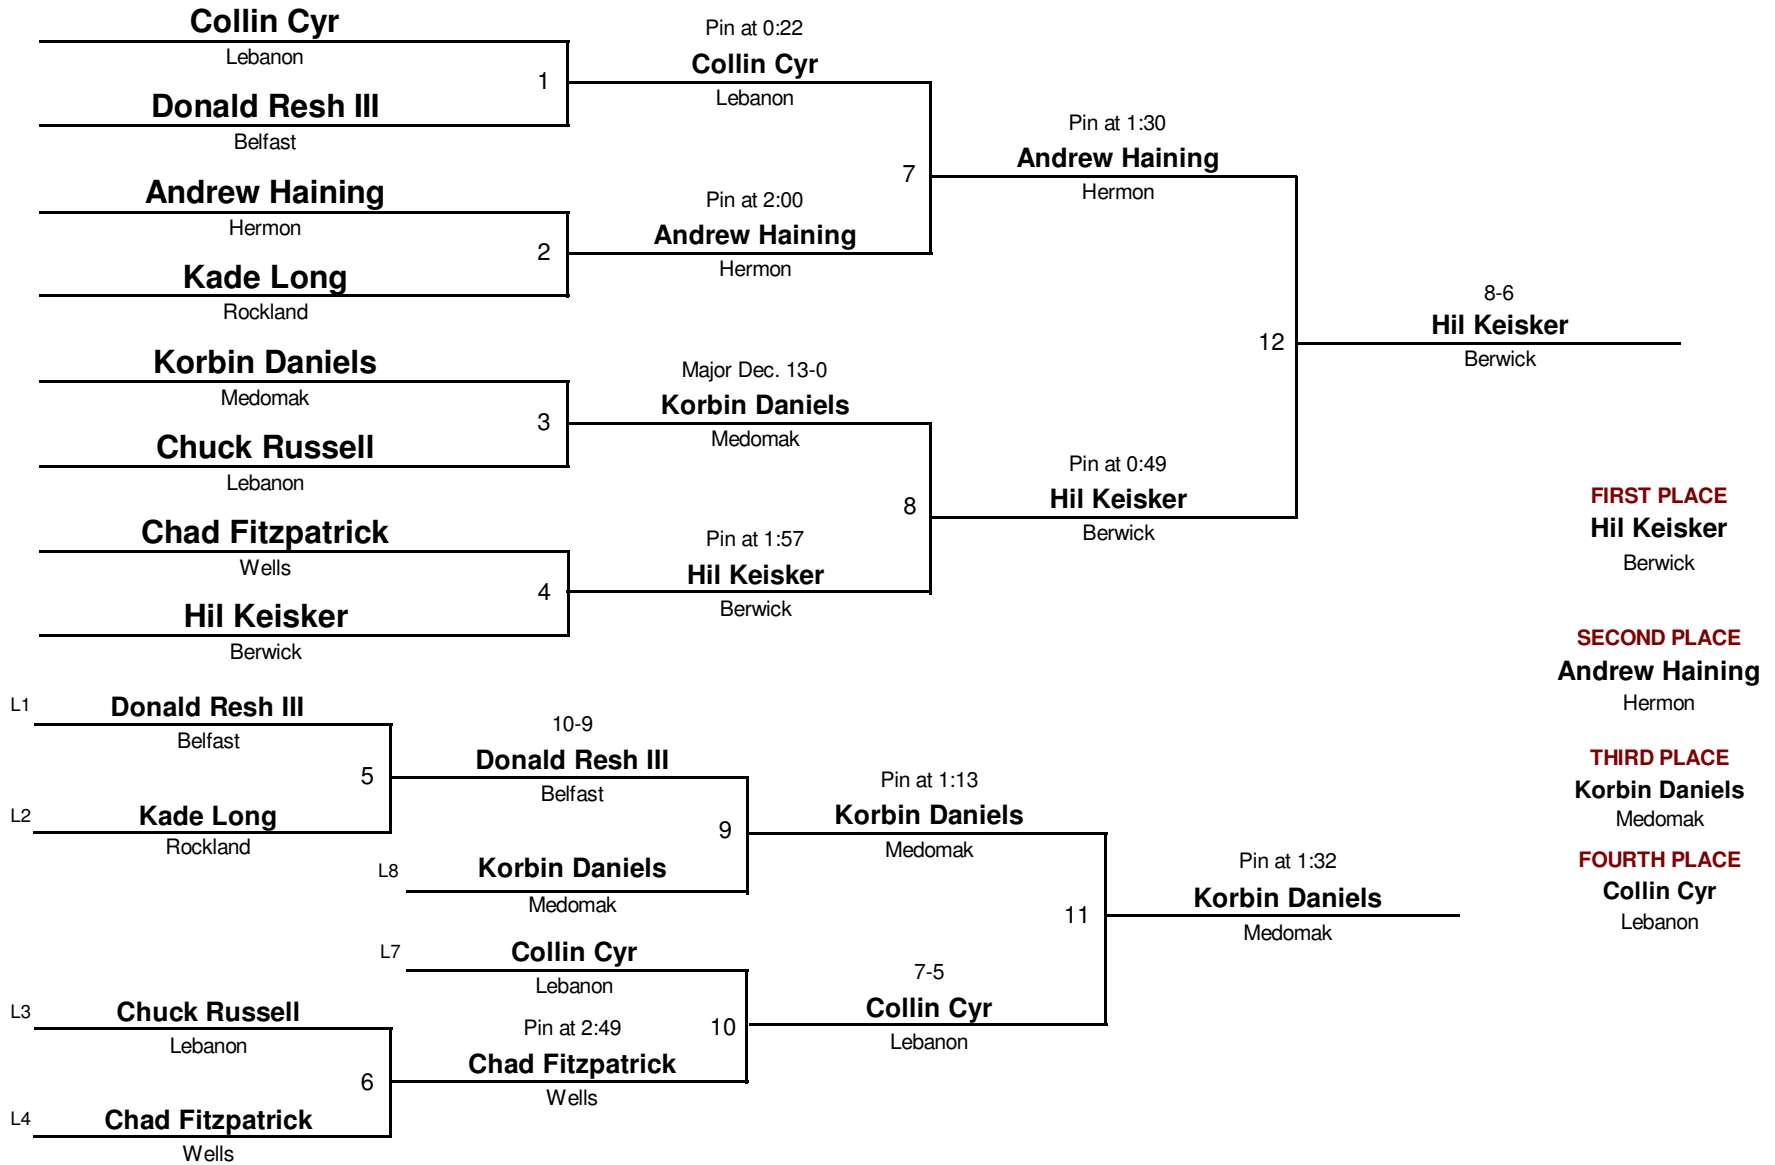 Collin Cyr
Lebanon
1
Donald Resh III
Belfast
Andrew Haining
Hermon
2
Kade Long
Rockland
Korbin Daniels
Medomak
3
Chuck Russell
Lebanon
Chad Fitzpatrick
Wells
4
Hil Keisker
Berwick
Pin at 0:22
Collin Cyr
Lebanon
7
Pin at 2:00
Andrew Haining
Hermon
Major Dec. 13-0
Korbin Daniels
Medomak
8
Pin at 1:57
Hil Keisker
Berwick
Pin at 1:30
Andrew Haining
Hermon
12
Pin at 0:49
Hil Keisker
Berwick
8-6
Hil Keisker
Berwick
FIRST PLACE
Hil Keisker
Berwick
SECOND PLACE
Andrew Haining
Hermon
THIRD PLACE
Korbin Daniels
Medomak
FOURTH PLACE
Collin Cyr
Lebanon
L1 Donald Resh III
Belfast
5
L2 Kade Long
Rockland
10-9
Donald Resh III
Belfast
9
L8 Korbin Daniels
Medomak
L7 Collin Cyr
Lebanon
10
Pin at 2:49
Chad Fitzpatrick
Wells
L3 Chuck Russell
Lebanon
6
L4 Chad Fitzpatrick
Wells
Pin at 1:13
Korbin Daniels
Medomak
11
7-5
Collin Cyr
Lebanon
Pin at 1:32
Korbin Daniels
Medomak